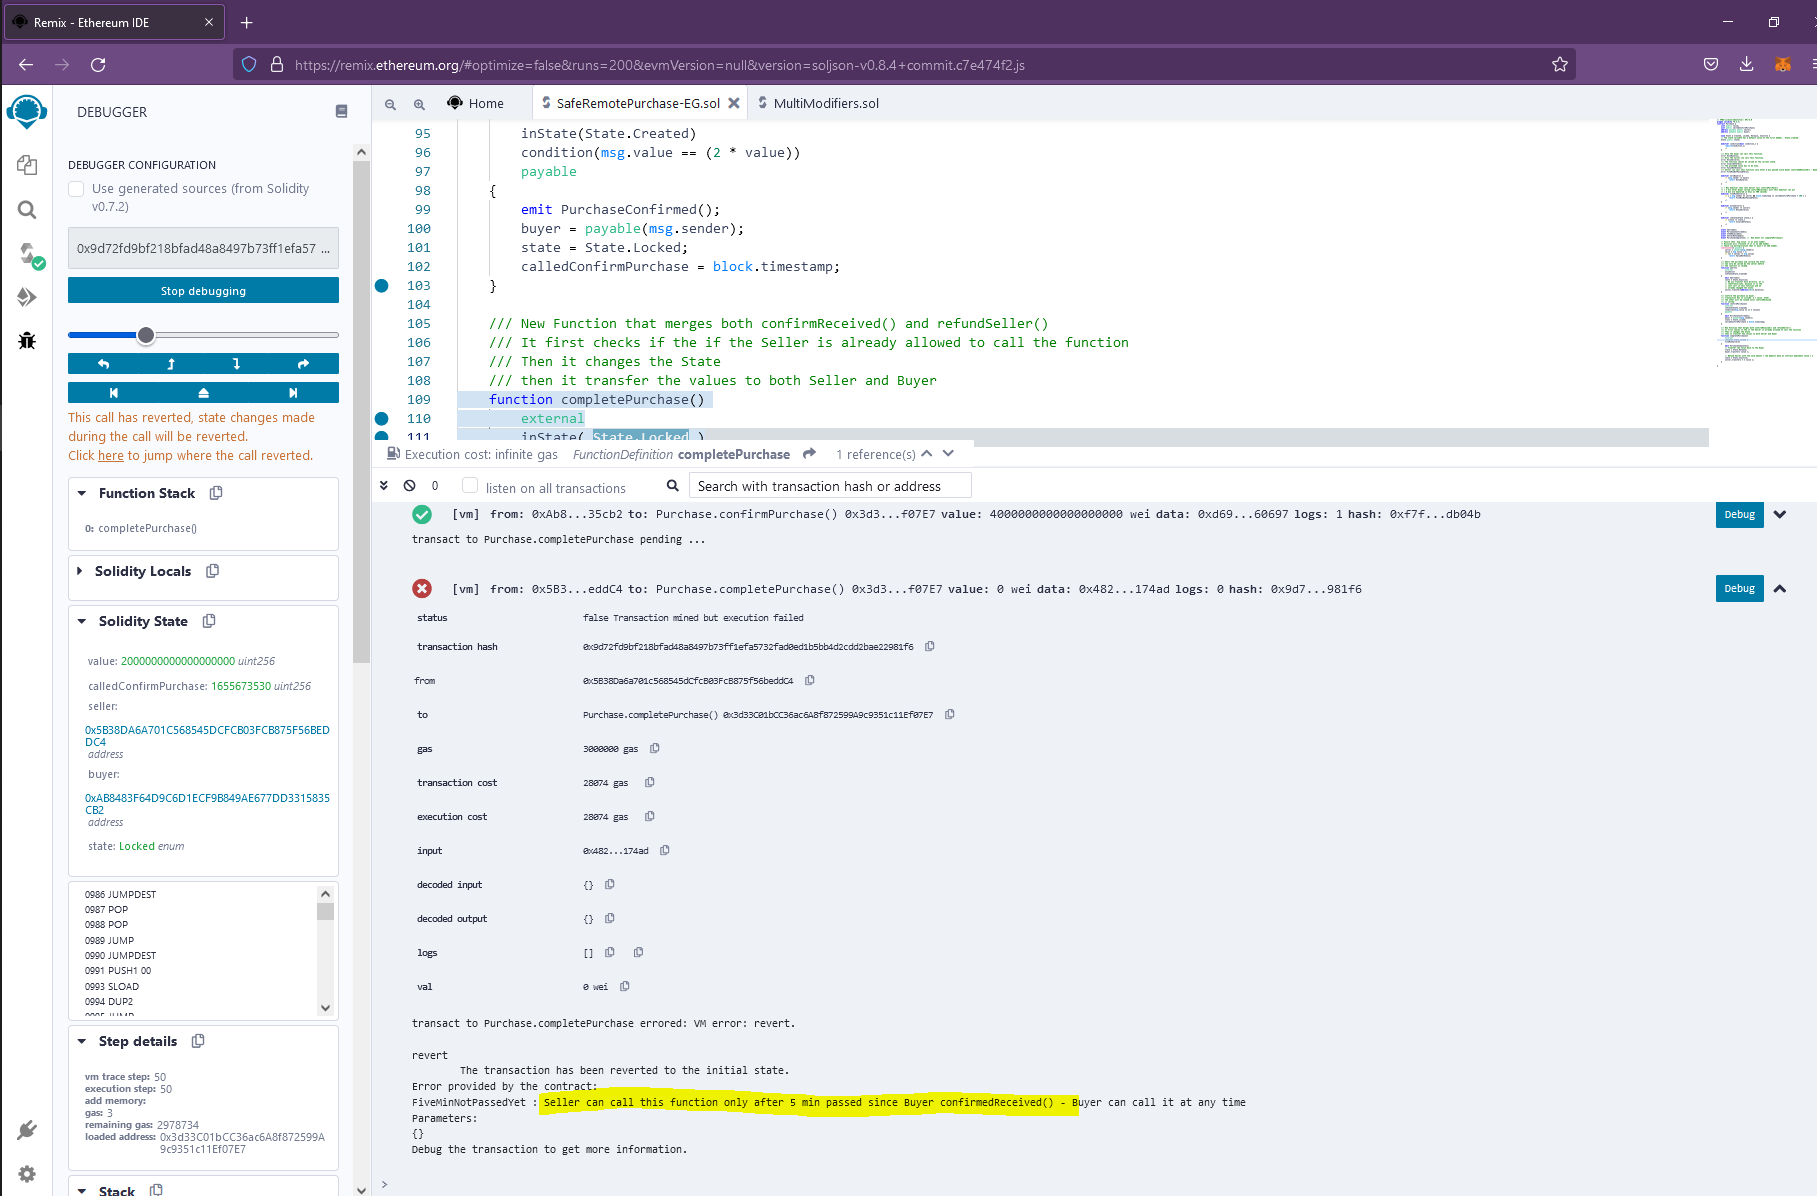 Remix - Ethereum IDE
https://remix.ethereum.org/#optimize=false&runs=200&evmVersion=null&version=soljson-v0.8.4+commit.c7e474f2.js
DEBUGGER
DEBUGGER CONFIGURATION
Use generated sources (from Solidity
v0.7.2)
0x9d72fd9bf218bfad48a8497b73ff1efa57 ...
Stop debugging
This call has reverted, state changes made
during the call will be reverted.
Click here to jump where the call reverted.
Function Stack
0: completePurchase()
Solidity Locals
Solidity State
value: 2000000000000000000 uint256
calledConfirmPurchase: 1655673530 uint256
seller:
0x5B38DA6A701C568545DCFCB03FCB875F56BED
DC4
address
buyer:
0xAB8483F64D9C6D1ECF9B849AE677DD3315835
CB2
address
state: Locked enum
0986 JUMPDEST
0987 POP
0988 POP
0989 JUMP
0990 JUMPDEST
0991 PUSH1 00
0993 SLOAD
0994 DUP2
0995 JUMP
Step details
vm trace step: 50
execution step: 50
add memory:
gas: 3
remaining gas: 2978734
loaded address: 0x3d33C01bCC36ac6A8f872599A
9c9351c11Ef07E7
Stack
Home
SafeRemotePurchase-EG.sol
MultiModifiers.sol
95 inState(State.Created)
96 condition(msg.value == (2 * value))
97 payable
98 {
99 emit PurchaseConfirmed();
100 buyer = payable(msg.sender);
101 state = State.Locked;
102 calledConfirmPurchase = block.timestamp;
103 }
104
105 /// New Function that merges both confirmReceived() and refundSeller()
106 /// It first checks if the if the Seller is already allowed to call the function
107 /// Then it changes the State
108 /// then it transfer the values to both Seller and Buyer
109 function completePurchase()
110 external
111 inState( State.Locked )
Execution cost: infinite gas FunctionDefinition completePurchase 1 reference(s)
0 listen on all transactions Search with transaction hash or address
[vm] from: 0xAb8...35cb2 to: Purchase.confirmPurchase() 0x3d3...f07E7 value: 4000000000000000000 wei data: 0xd69...60697 logs: 1 hash: 0xf7f...db04b
Debug
transact to Purchase.completePurchase pending ...
[vm] from: 0x5B3...eddC4 to: Purchase.completePurchase() 0x3d3...f07E7 value: 0 wei data: 0x482...174ad logs: 0 hash: 0x9d7...981f6
Debug
status false Transaction mined but execution failed
transaction hash 0x9d72fd9bf218bfad48a8497b73ff1efa5732fad0ed1b5bb4d2cdd2bae22981f6
from 0x5B38Da6a701c568545dCfcB03FcB875f56beddC4
to Purchase.completePurchase() 0x3d33C01bCC36ac6A8f872599A9c9351c11Ef07E7
gas 3000000 gas
transaction cost 28074 gas
execution cost 28074 gas
input 0x482...174ad
decoded input {}
decoded output {}
logs []
val 0 wei
transact to Purchase.completePurchase errored: VM error: revert.
revert
The transaction has been reverted to the initial state.
Error provided by the contract:
FiveMinNotPassedYet : Seller can call this function only after 5 min passed since Buyer confirmedReceived() - Buyer can call it at any time
Parameters:
{}
Debug the transaction to get more information.
>